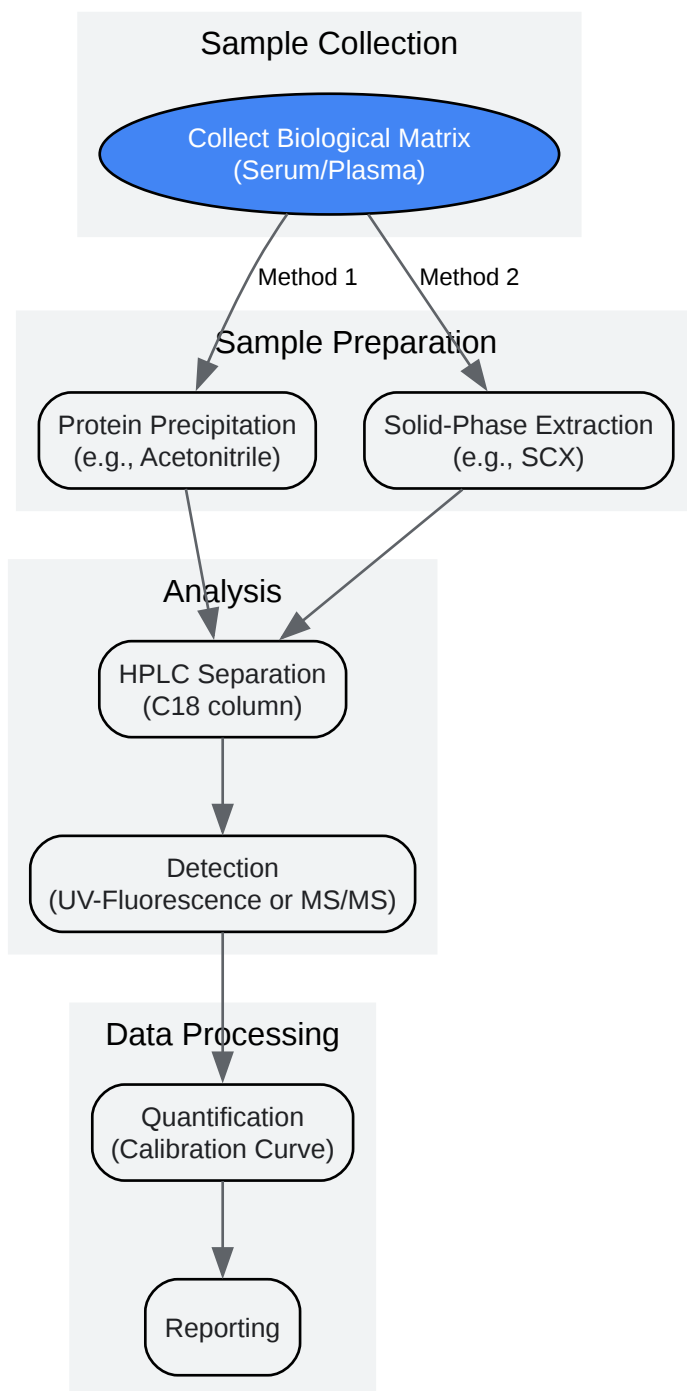 Sample Collection
Collect Biological Matrix
(Serum/Plasma)
Method 1
Method 2
Sample Preparation
Protein Precipitation
(e.g., Acetonitrile)
Solid-Phase Extraction
(e.g., SCX)
Analysis
HPLC Separation
(C18 column)
Detection
(UV-Fluorescence or MS/MS)
Data Processing
Quantification
(Calibration Curve)
Reporting